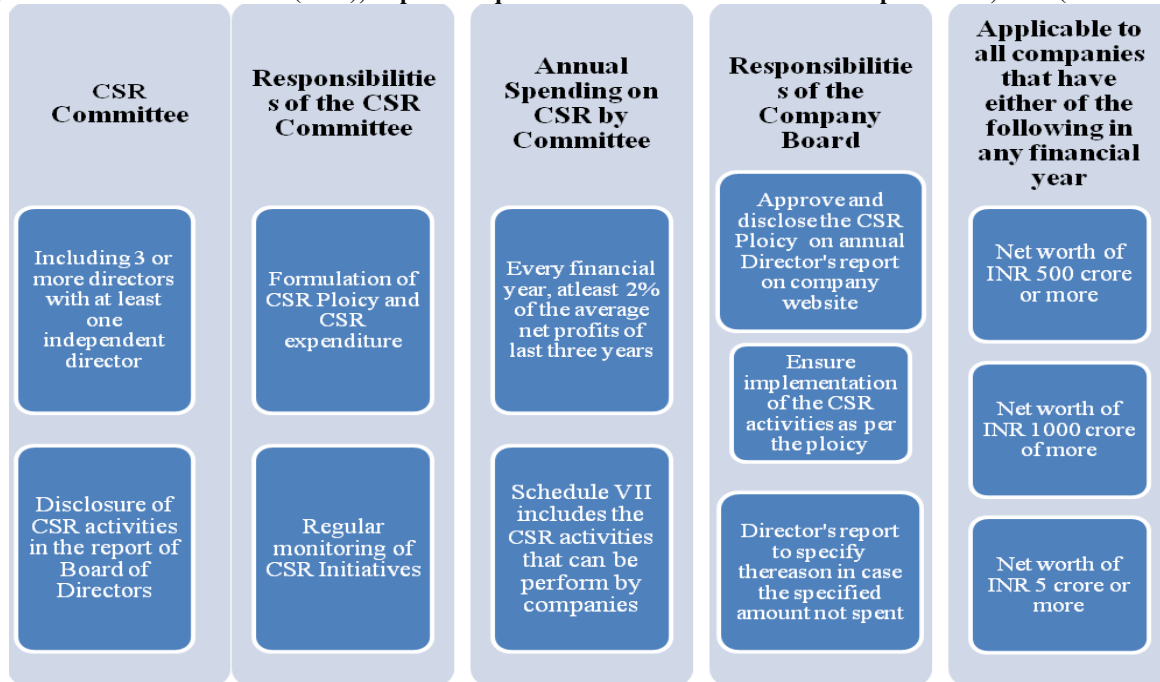 CSR
Committee
Including 3 or
more directors
with at least
one
independent
director
Disclosure of
CSR activities
in the report of
Board of
Directors
Responsibilitie
s of the CSR
Committee
Formulation of
CSR Ploicy and
CSR
expenditure
Regular
monitoring of
CSR Initiatives
Annual
Spending on
CSR by
Committee
Every financial
year, atleast 2%
of the average
net profits of
last three years
Schedule VII
includes the
CSR activities
that can be
perform by
companies
Responsibilitie
s of the
Company
Board
Approve and
disclose the CSR
Ploicy on annual
Director's report
on company
website
Ensure
implementation
of the CSR
activities as per
the ploicy
Director's report
to specify
thereason in case
the specified
amount not spent
Applicable to
all companies
that have
either of the
following in
any financial
year
Net worth of
INR 500 crore
or more
Net worth of
INR 1000 crore
of more
Net worth of
INR 5 crore or
more